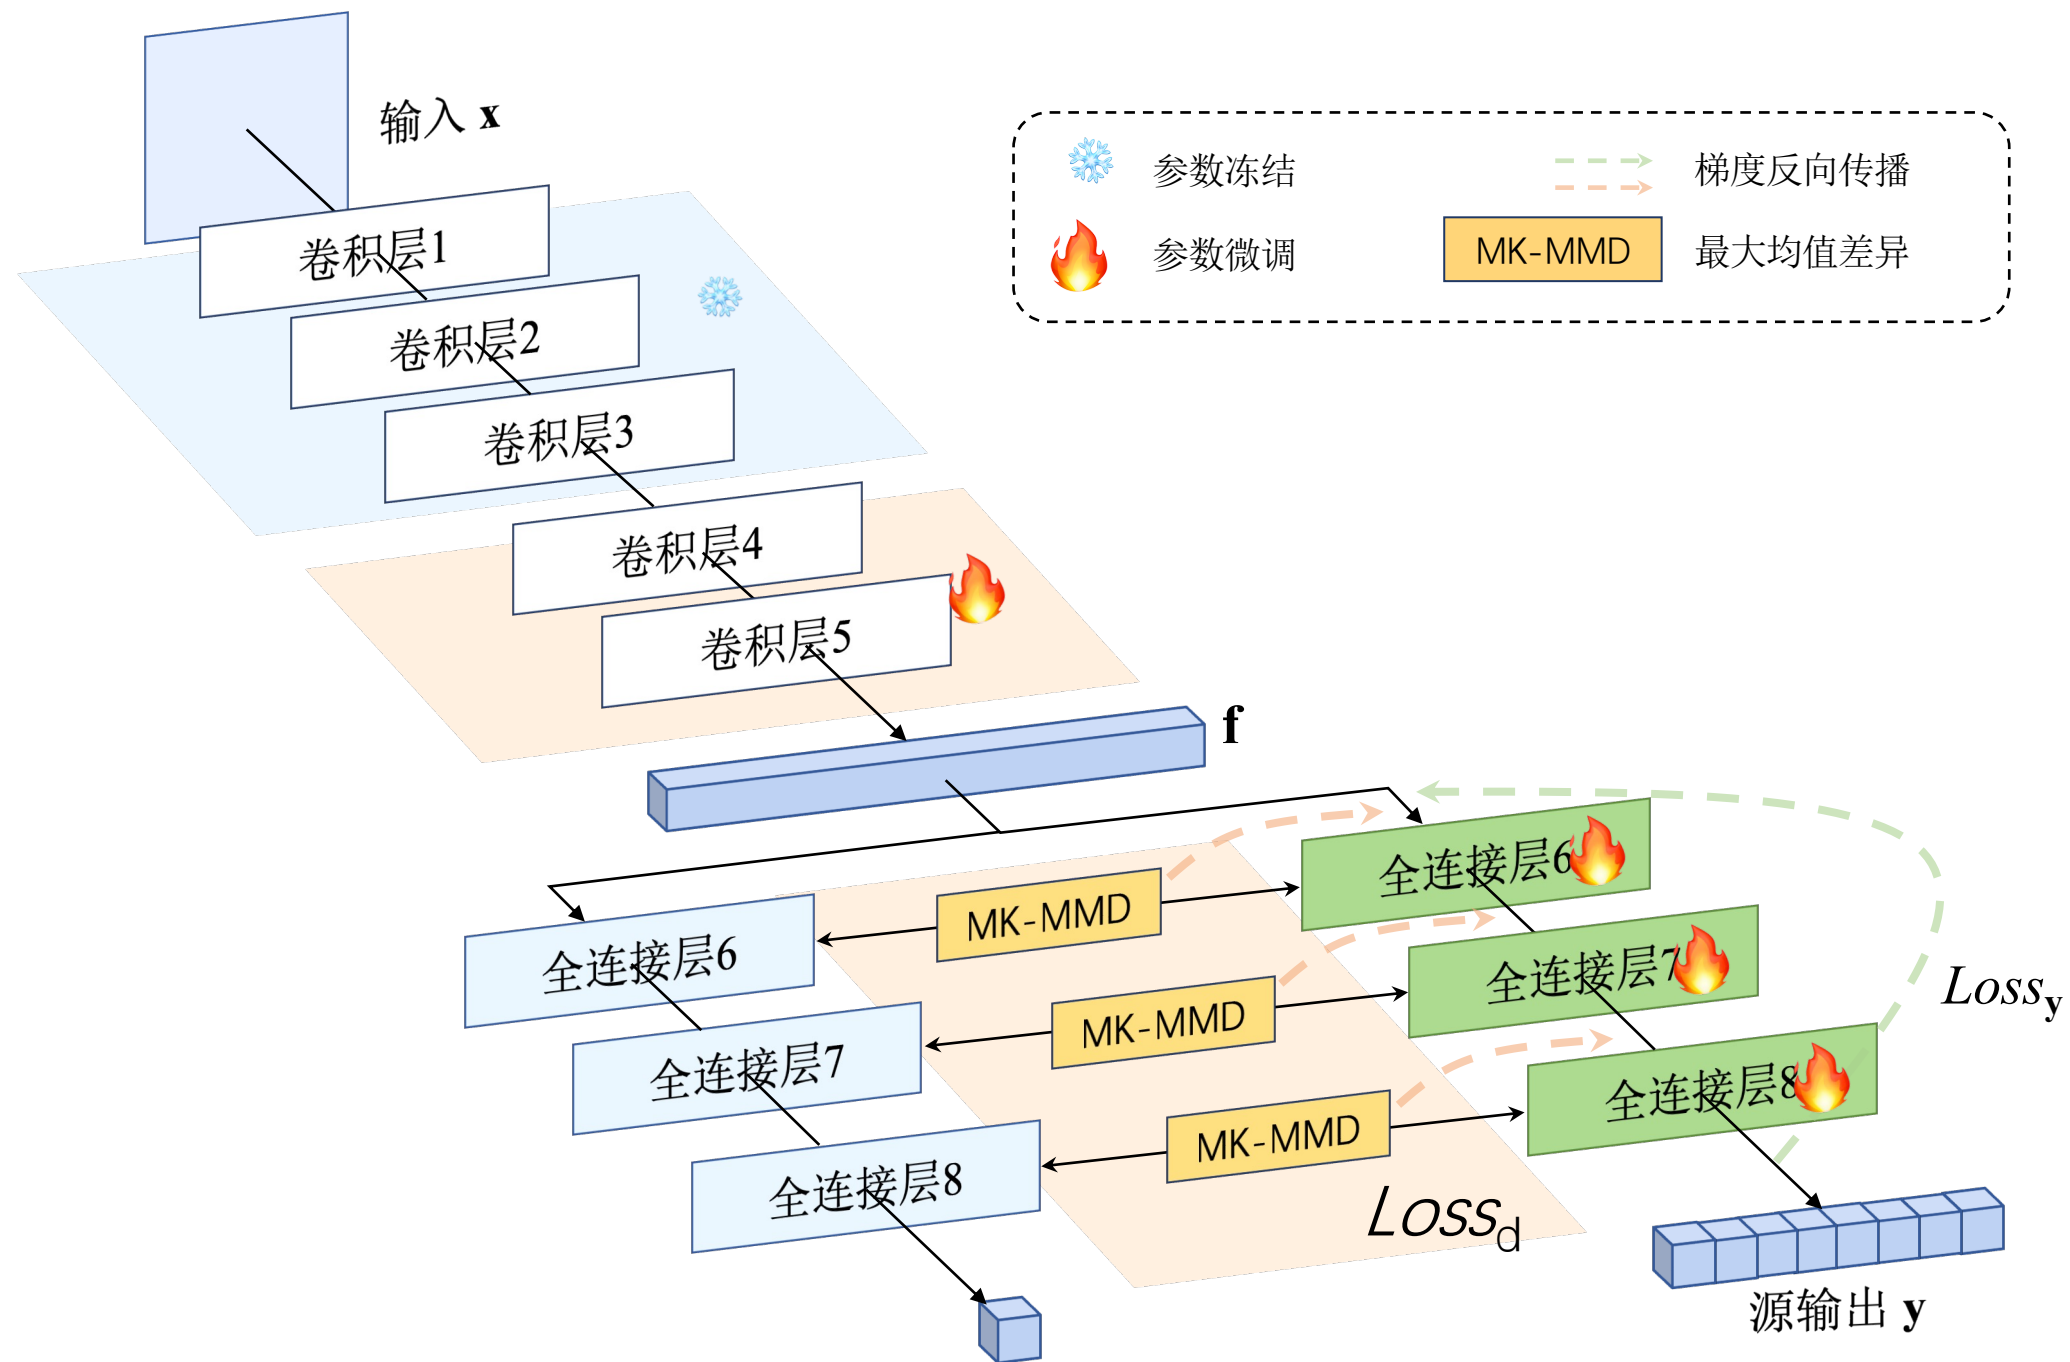 输入 x
参数冻结
梯度反向传播
参数微调
MK-MMD
最大均值差异
卷积层1
卷积层2
卷积层3
卷积层4
卷积层5
f
全连接层6
MK-MMD
全连接层6
全连接层7
MK-MMD
全连接层7
Loss_y
全连接层8
MK-MMD
全连接层8
Loss_d
源输出 y